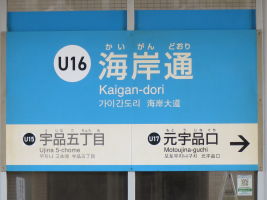 かい がん どおり
U16 海岸通
Kaigan-dori
가이간도리 海岸大道
U15 宇品五丁目
Ujina 5-chome
U17 元宇品口
Motoujina-guchi